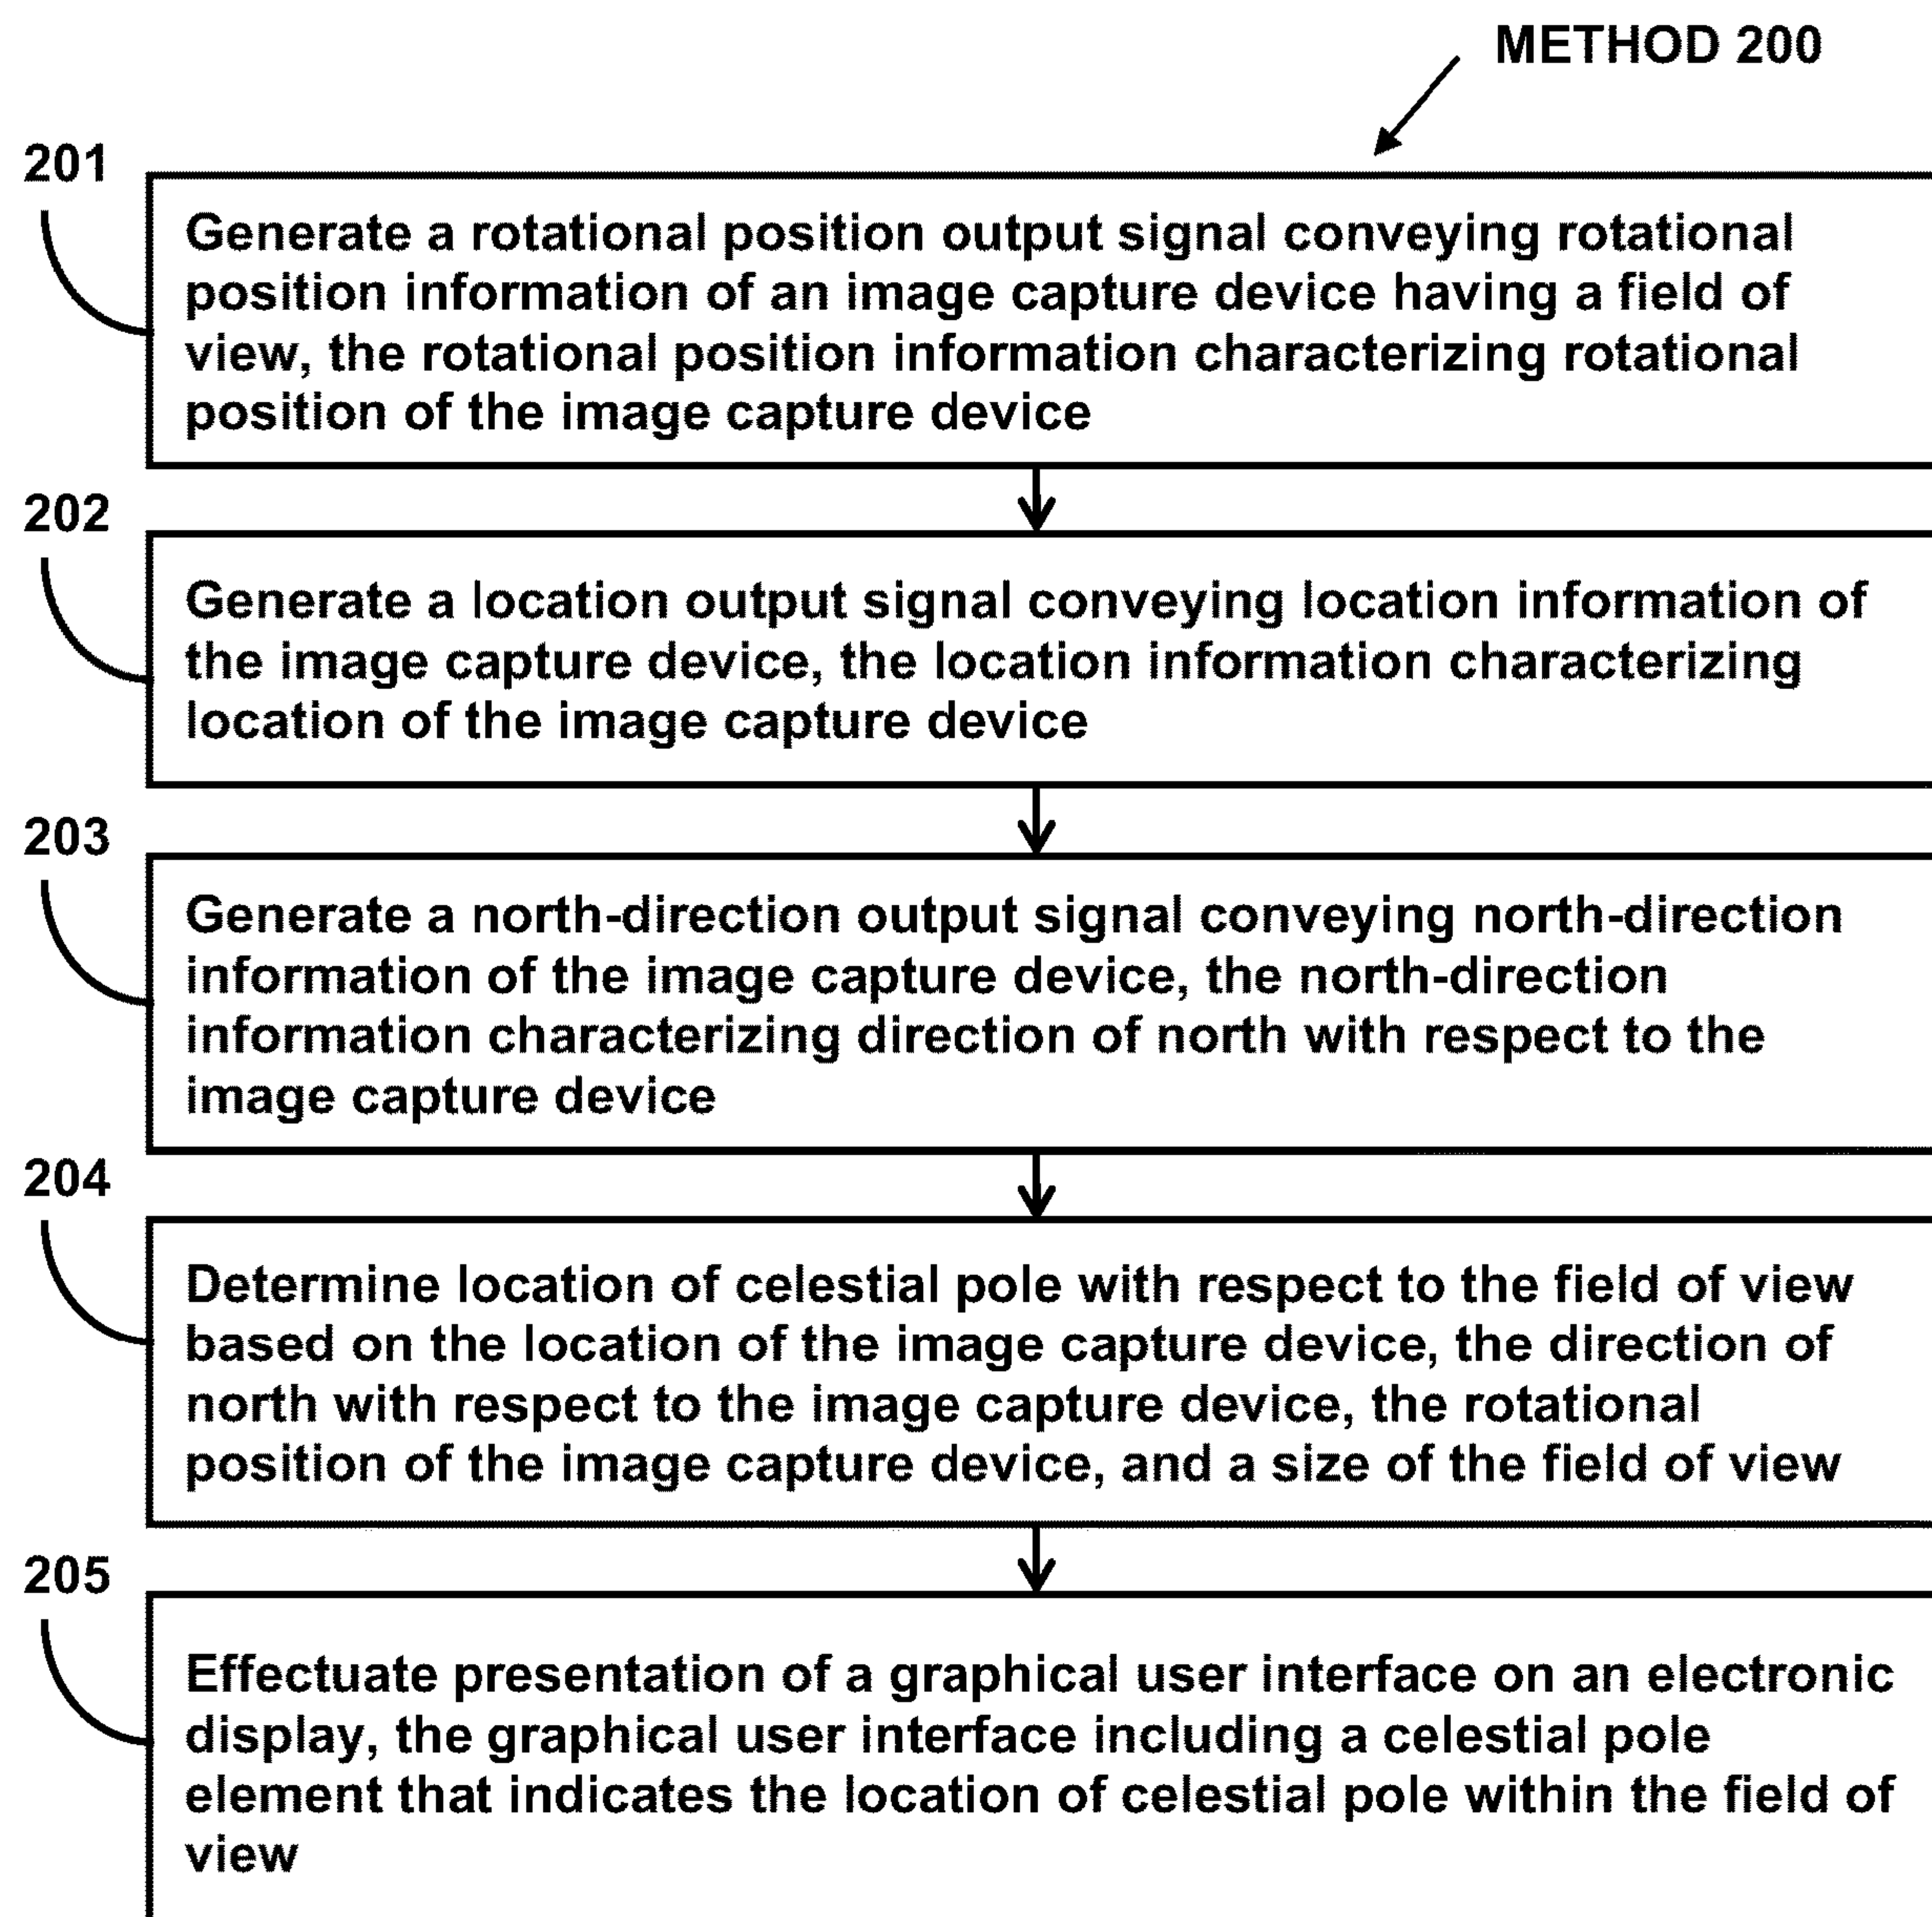 METHOD 200
201
Generate a rotational position output signal conveying rotational
position information of an image capture device having a field of
view, the rotational position information characterizing rotational
position of the image capture device
202
Generate a location output signal conveying location information of
the image capture device, the location information characterizing
location of the image capture device
203
Generate a north-direction output signal conveying north-direction
information of the image capture device, the north-direction
information characterizing direction of north with respect to the
image capture device
204
Determine location of celestial pole with respect to the field of view
based on the location of the image capture device, the direction of
north with respect to the image capture device, the rotational
position of the image capture device, and a size of the field of view
205
Effectuate presentation of a graphical user interface on an electronic
display, the graphical user interface including a celestial pole
element that indicates the location of celestial pole within the field of
view